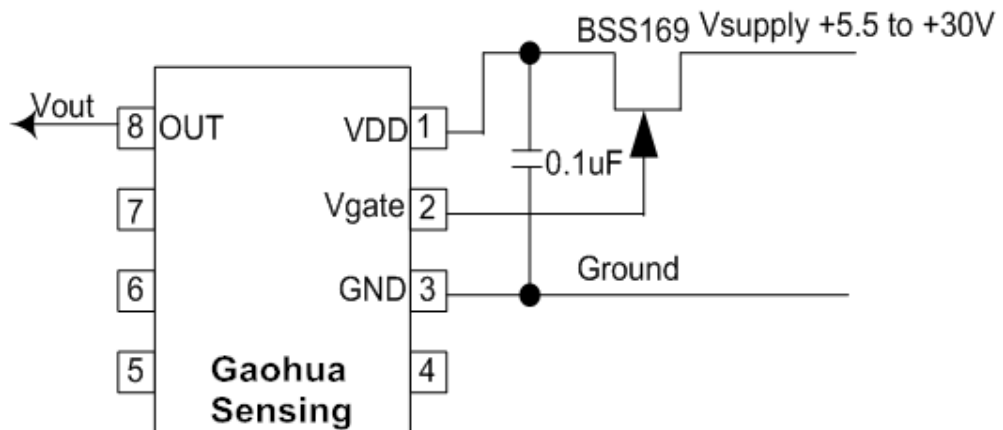 BSS169 Vsupply +5.5 to +30V
Vout
8 OUT VDD 1
0.1uF
7 Vgate 2
6 GND 3 Ground
5 Gaohua 4
Sensing